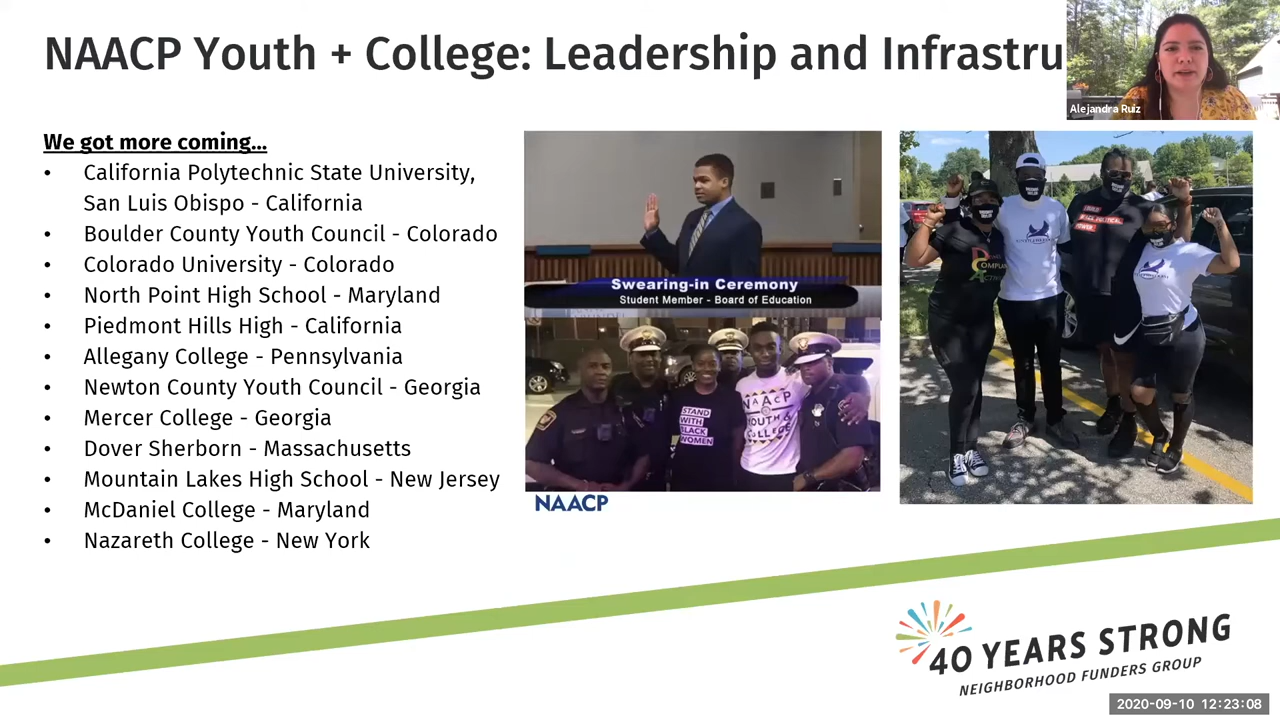 NAACP Youth + College: Leadership and Infrastru
Alejandra Ruiz
We got more coming…
• California Polytechnic State University,
San Luis Obispo - California
• Boulder County Youth Council - Colorado
• Colorado University - Colorado
• North Point High School - Maryland
• Piedmont Hills High - California
• Allegany College - Pennsylvania
• Newton County Youth Council - Georgia
• Mercer College - Georgia
• Dover Sherborn - Massachusetts
• Mountain Lakes High School - New Jersey
• McDaniel College - Maryland
• Nazareth College - New York
Swearing-in Ceremony
Student Member - Board of Education
STAND
WITH
BLACK
WOMEN
NAACP
YOUTH &
COLLEGE
NAACP
POWER
40 YEARS STRONG
NEIGHBORHOOD FUNDERS GROUP
2020-09-10 12:23:08